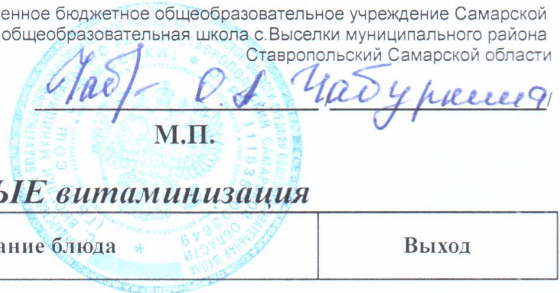 енное бюджетное общеобразовательное учреждение Самарской
общеобразовательная школа с.Выселки муниципального района
Ставропольский Самарской области
О.А. Чабуркина/
М.П.
ЫЕ витаминизация
ание блюда Выход